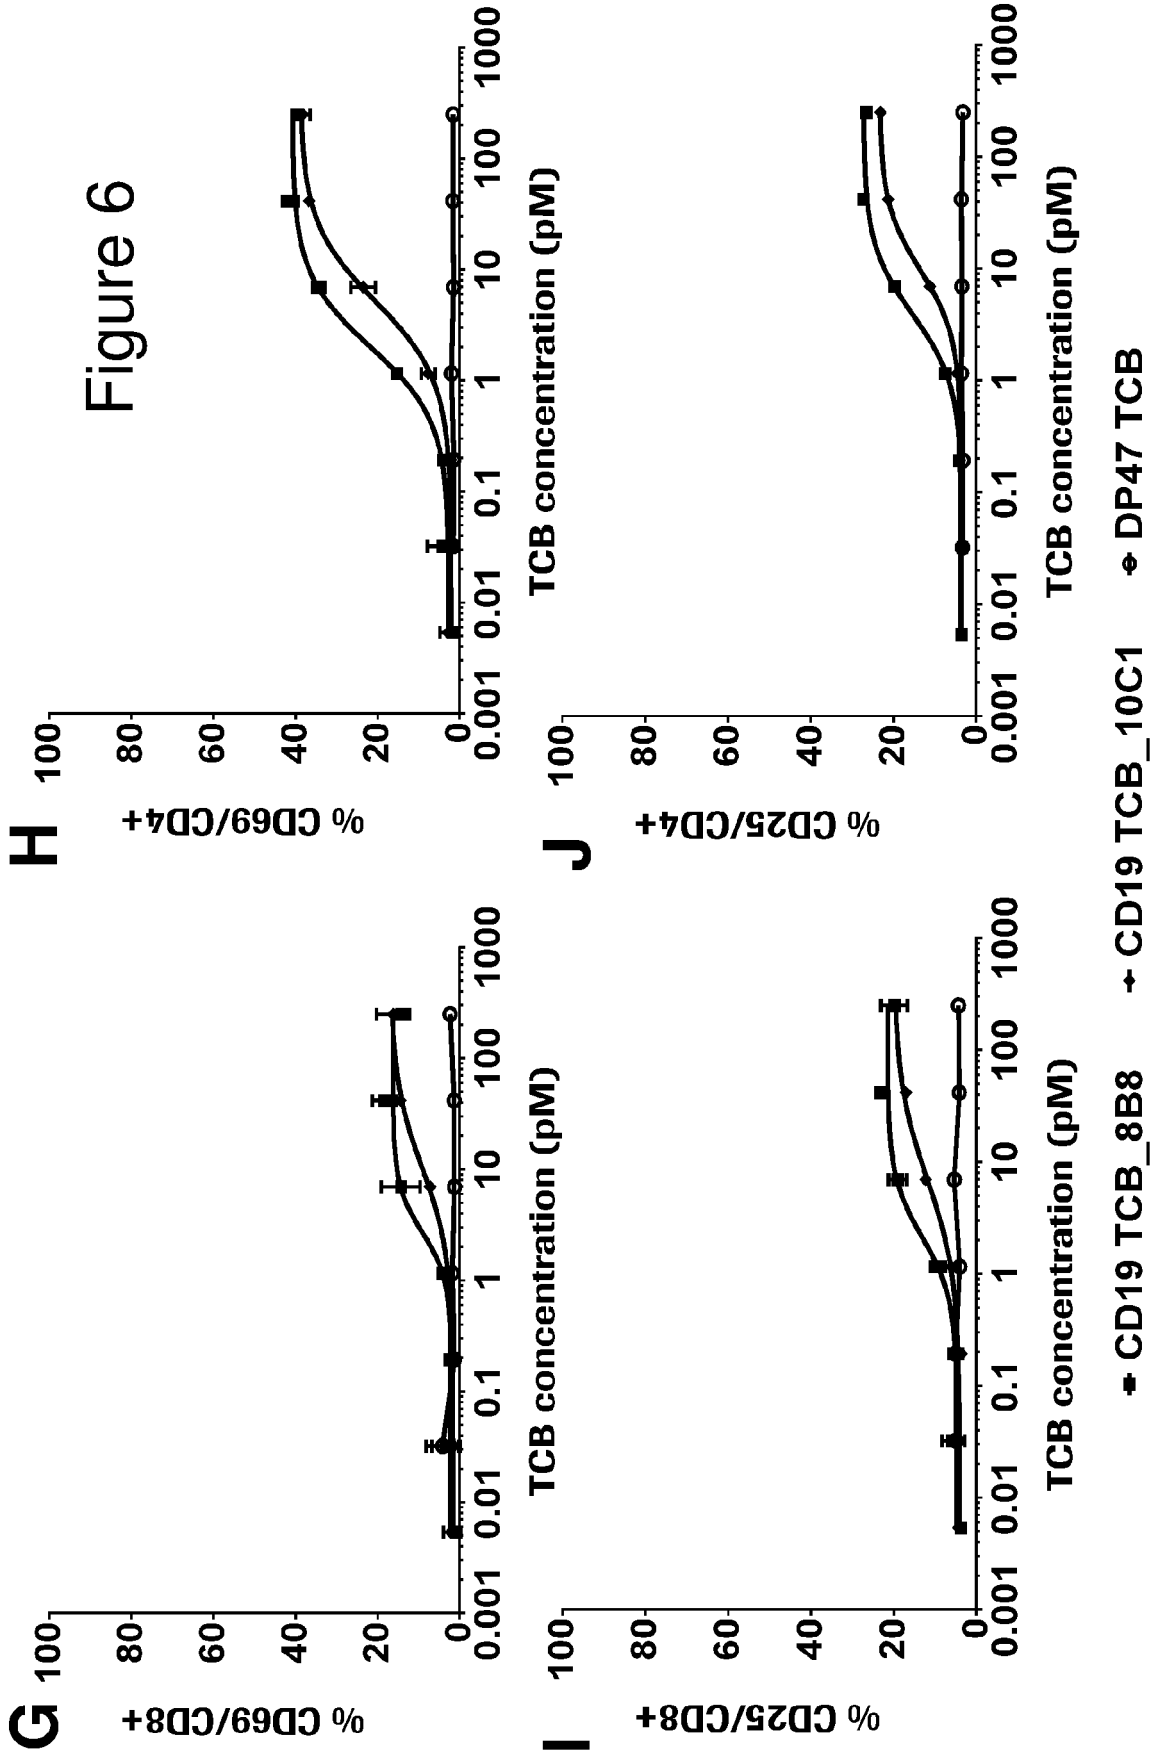 Figure 6
G
% CD69/CD8+
100
80
60
40
20
0
0.001 0.01 0.1 1 10 100 1000
TCB concentration (pM)
H
% CD69/CD4+
100
80
60
40
20
0
0.001 0.01 0.1 1 10 100 1000
TCB concentration (pM)
I
% CD25/CD8+
100
80
60
40
20
0
0.001 0.01 0.1 1 10 100 1000
TCB concentration (pM)
J
% CD25/CD4+
100
80
60
40
20
0
0.001 0.01 0.1 1 10 100 1000
TCB concentration (pM)
CD19 TCB_8B8 CD19 TCB_10C1 DP47 TCB